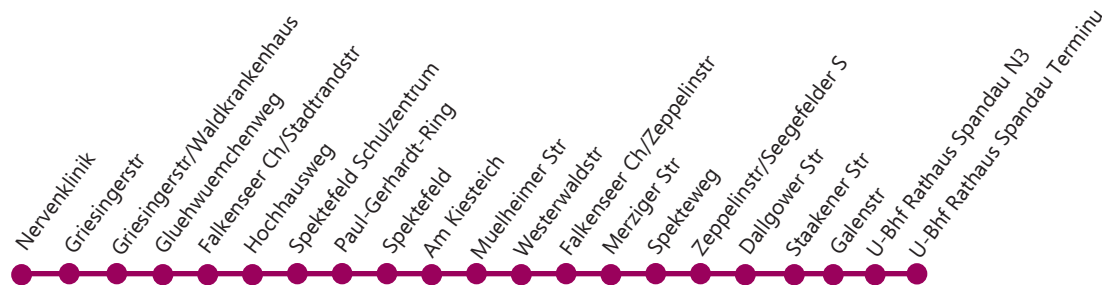 Nervenklinik
Griesingerstr
Griesingerstr/Waldkrankenhaus
Gluehwuemchenweg
Falkenseer Ch/Stadtrandstr
Hochhausweg
Spektefeld Schulzentrum
Paul-Gerhardt-Ring
Spektefeld
Am Kiesteich
Muelheimer Str
Westerwaldstr
Falkenseer Ch/Zeppelinstr
Merziger Str
Spekteweg
Zeppelinstr/Seegefelder S
Dallgower Str
Staakener Str
Galenstr
U-Bhf Rathaus Spandau N3
U-Bhf Rathaus Spandau Terminu